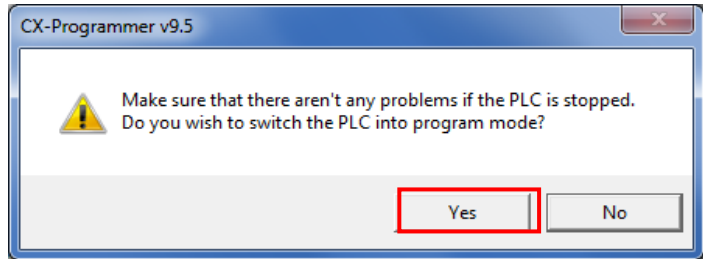 CX-Programmer v9.5
Make sure that there aren't any problems if the PLC is stopped.
Do you wish to switch the PLC into program mode?
Yes
No